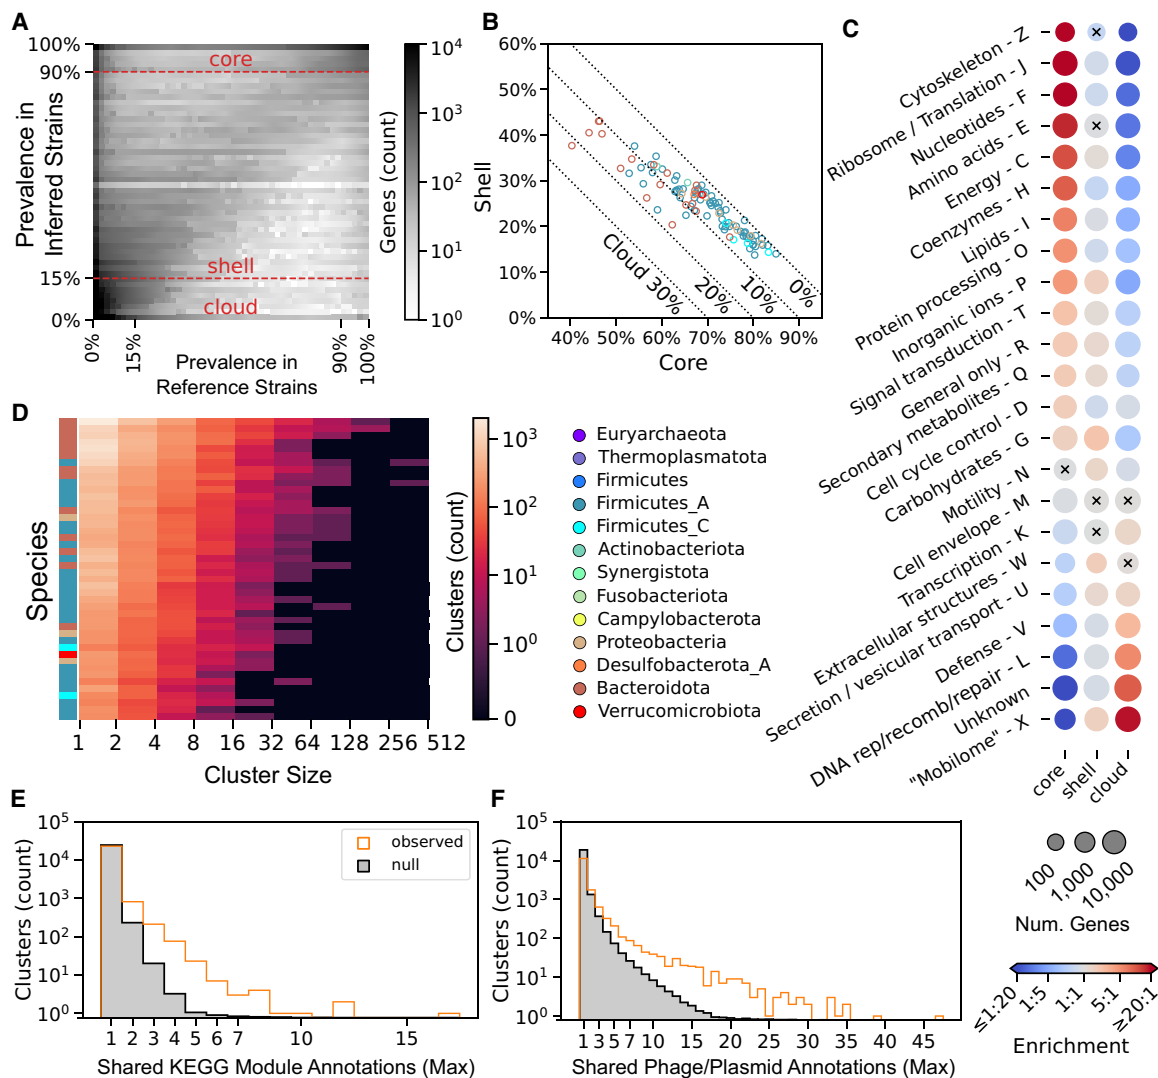 A
100%
90%
15%
0%
Prevalence in
Inferred Strains
core
shell
cloud
0%
15%
90%
100%
Prevalence in
Reference Strains
10^4
10^3
10^2
10^1
10^0
Genes (count)
B
60%
50%
40%
30%
20%
10%
0%
Shell
Cloud 30%
20%
10%
0%
40%
50%
60%
70%
80%
90%
Core
C
Cytoskeleton - Z
Ribosome / Translation - J
Nucleotides - F
Amino acids - E
Energy - C
Coenzymes - H
Lipids - I
Protein processing - O
Inorganic ions - P
Signal transduction - T
General only - R
Secondary metabolites - Q
Cell cycle control - D
Carbohydrates - G
Motility - N
Cell envelope - M
Transcription - K
Extracellular structures - W
Secretion / vesicular transport - U
Defense - V
DNA rep/recomb/repair - L
Unknown
"Mobilome" - X
core
shell
cloud
100
1,000
10,000
Num. Genes
≤1:20
1:5
1:1
5:1
≥20:1
Enrichment
D
Species
1
2
4
8
16
32
64
128
256
512
Cluster Size
10^3
10^2
10^1
10^0
0
Clusters (count)
Euryarchaeota
Thermoplasmatota
Firmicutes
Firmicutes_A
Firmicutes_C
Actinobacteriota
Synergistota
Fusobacteriota
Campylobacterota
Proteobacteria
Desulfobacterota_A
Bacteroidota
Verrucomicrobiota
E
10^5
10^4
10^3
10^2
10^1
10^0
Clusters (count)
observed
null
1
2
3
4
5
6
7
10
15
Shared KEGG Module Annotations (Max)
F
10^5
10^4
10^3
10^2
10^1
10^0
Clusters (count)
1
3
5
7
10
15
20
25
30
35
40
45
Shared Phage/Plasmid Annotations (Max)